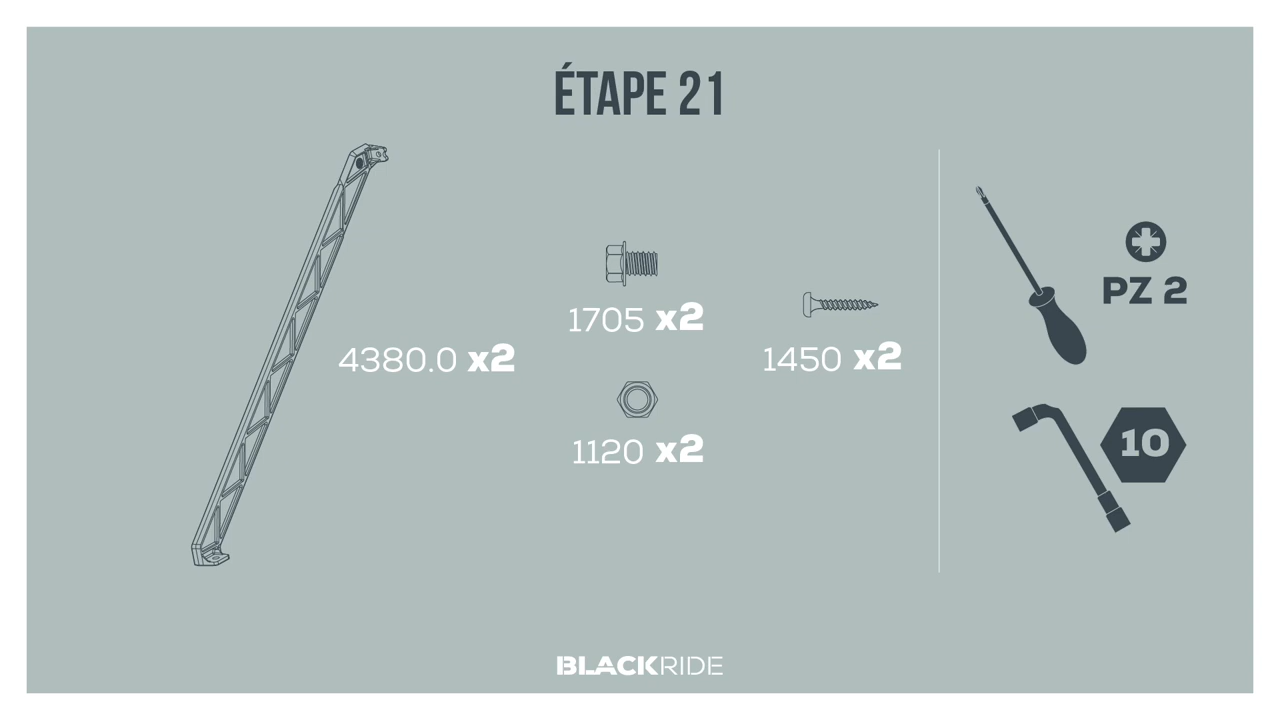 ÉTAPE 21
4380.0 x2
1705 x2
1120 x2
1450 x2
PZ 2
10
BLACKRIDE